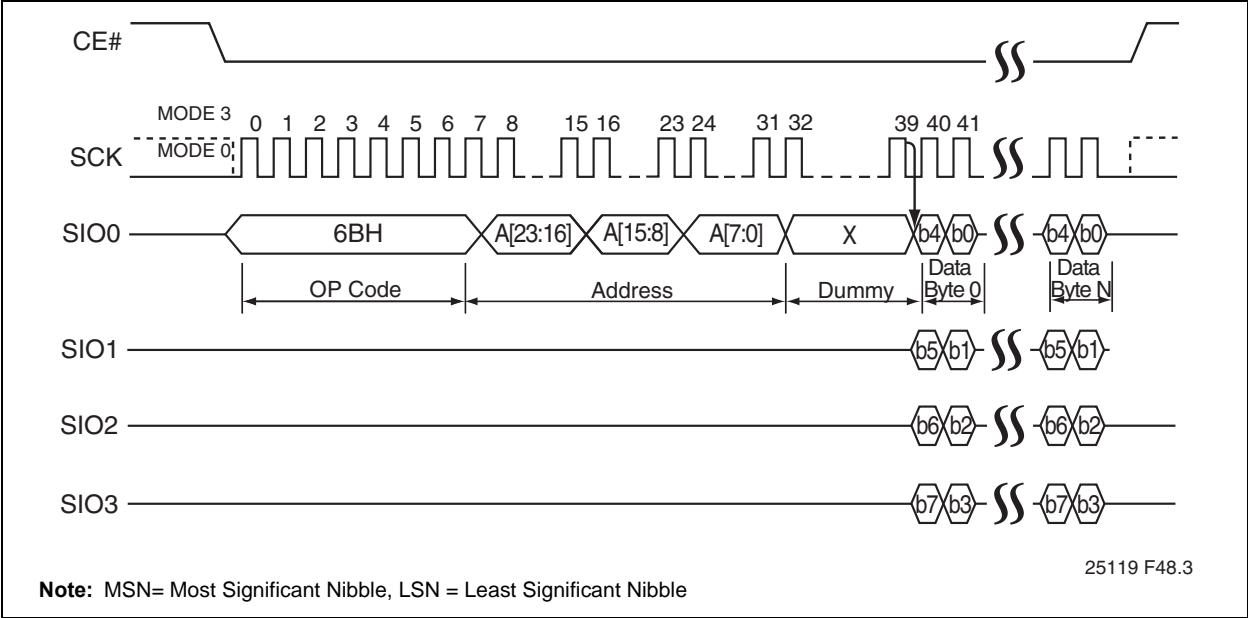 CE#
MODE 3
0 1 2 3 4 5 6 7 8 15 16 23 24 31 32 39 40 41
SCK
MODE 0
SIO0
6BH
A[23:16]
A[15:8]
A[7:0]
X
b4 b0
b4 b0
OP Code
Address
Dummy
Data
Byte 0
Data
Byte N
SIO1
b5 b1
b5 b1
SIO2
b6 b2
b6 b2
SIO3
b7 b3
b7 b3
25119 F48.3
Note: MSN= Most Significant Nibble, LSN = Least Significant Nibble